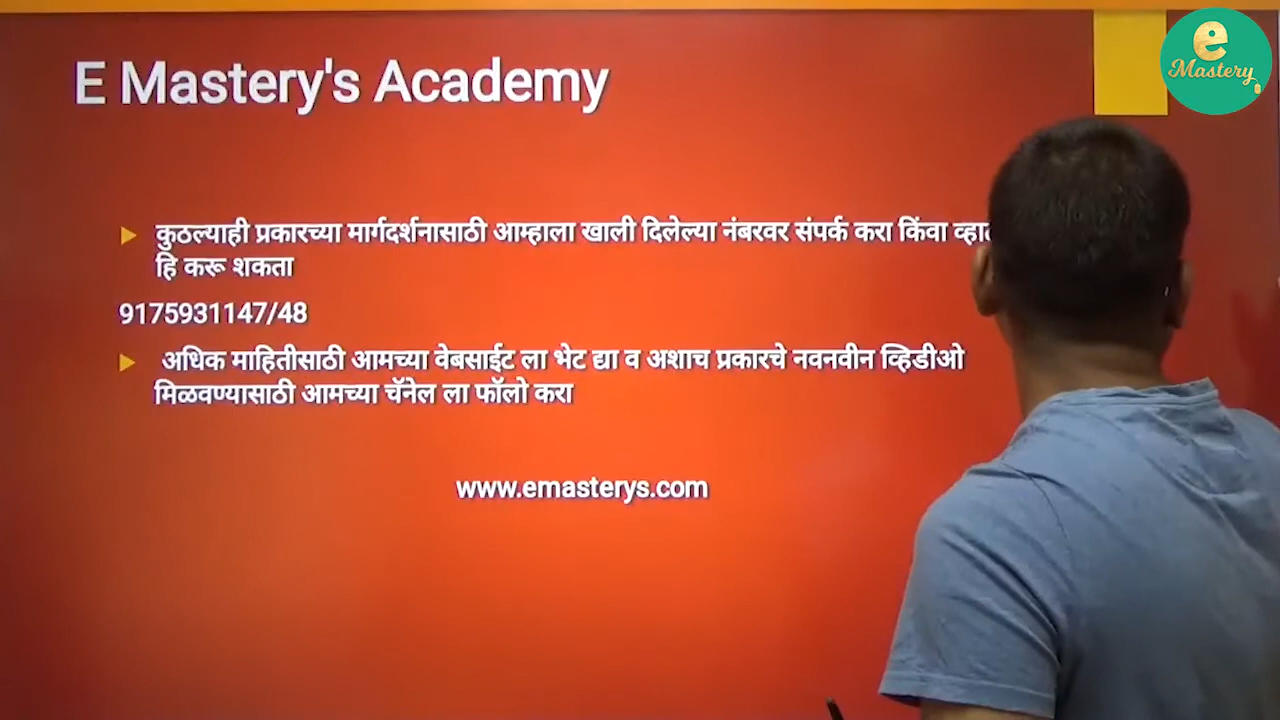 E Mastery's Academy
e
Mastery
कुठल्याही प्रकारच्या मार्गदर्शनासाठी आम्हाला खाली दिलेल्या नंबरवर संपर्क करा किंवा
हि करू शकता
9175931147/48
अधिक माहितीसाठी आमच्या वेबसाईट ला भेट द्या व अशाच प्रकारचे नवनवीन व्हिडीओ
मिळवण्यासाठी आमच्या चॅनेल ला फॉलो करा
www.emasterys.com